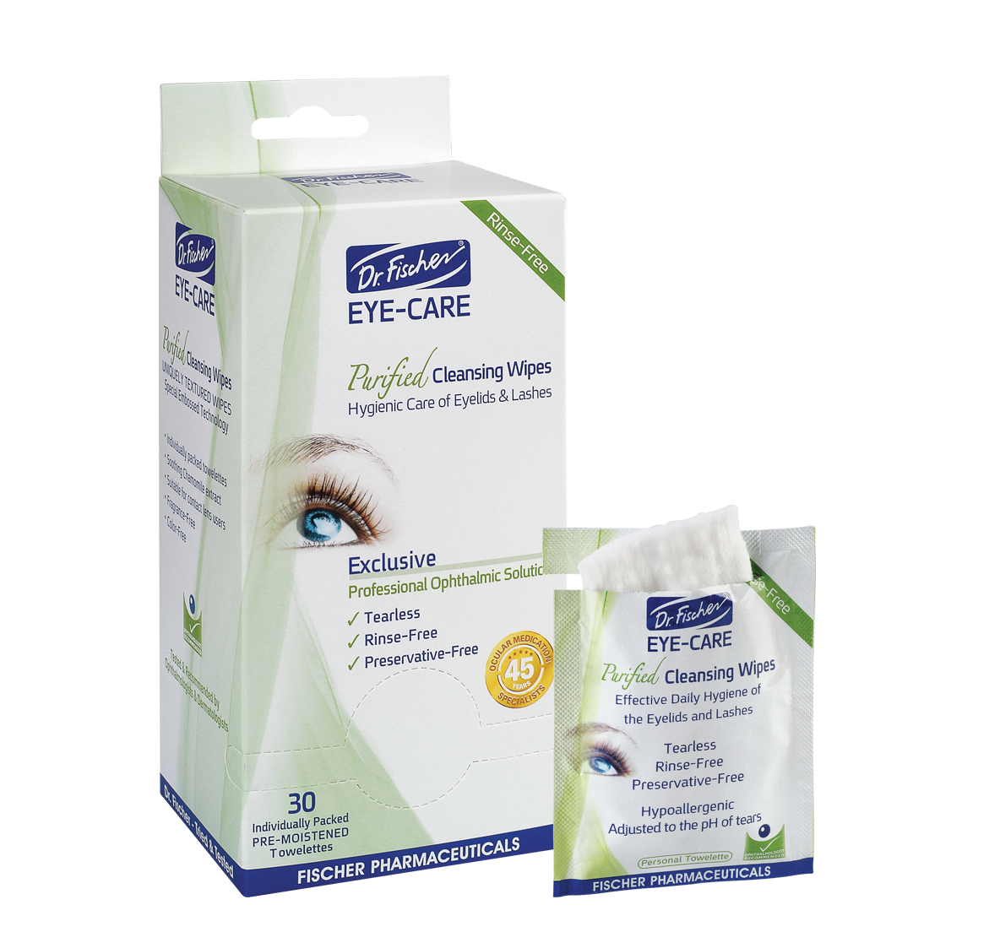 Dr. Fischer
EYE-CARE
Rinse-Free
Dr. Fischer®
EYE-CARE
Purified Cleansing Wipes
Hygienic Care of Eyelids & Lashes
Exclusive
Professional Ophthalmic Solutio
✓ Tearless
✓ Rinse-Free
✓ Preservative-Free
OCULAR MEDICATION
45
YEARS
SPECIALISTS
30
Individually Packed
PRE-MOISTENED
Towelettes
FISCHER PHARMACEUTICALS
Dr. Fischer
EYE-CARE
Purified Cleansing Wipes
UNIQUELY TEXTURED WIPES
Special Embossed Technology
* Individually packed towelettes
* Soothing Chamomile extract
* Suitable for contact lens users
* Fragrance-Free
* Color-Free
Tested & Recommended by
Ophthalmologists & Dermatologists
Dr. Fischer - Tried & Tested
se-Free
Dr. Fischer
EYE-CARE
Purified Cleansing Wipes
Effective Daily Hygiene of
the Eyelids and Lashes
Tearless
Rinse-Free
Preservative-Free
Hypoallergenic
Adjusted to the pH of tears
OPHTHALMOLOGIST
RECOMMENDED
Personal Towelette
FISCHER PHARMACEUTICALS